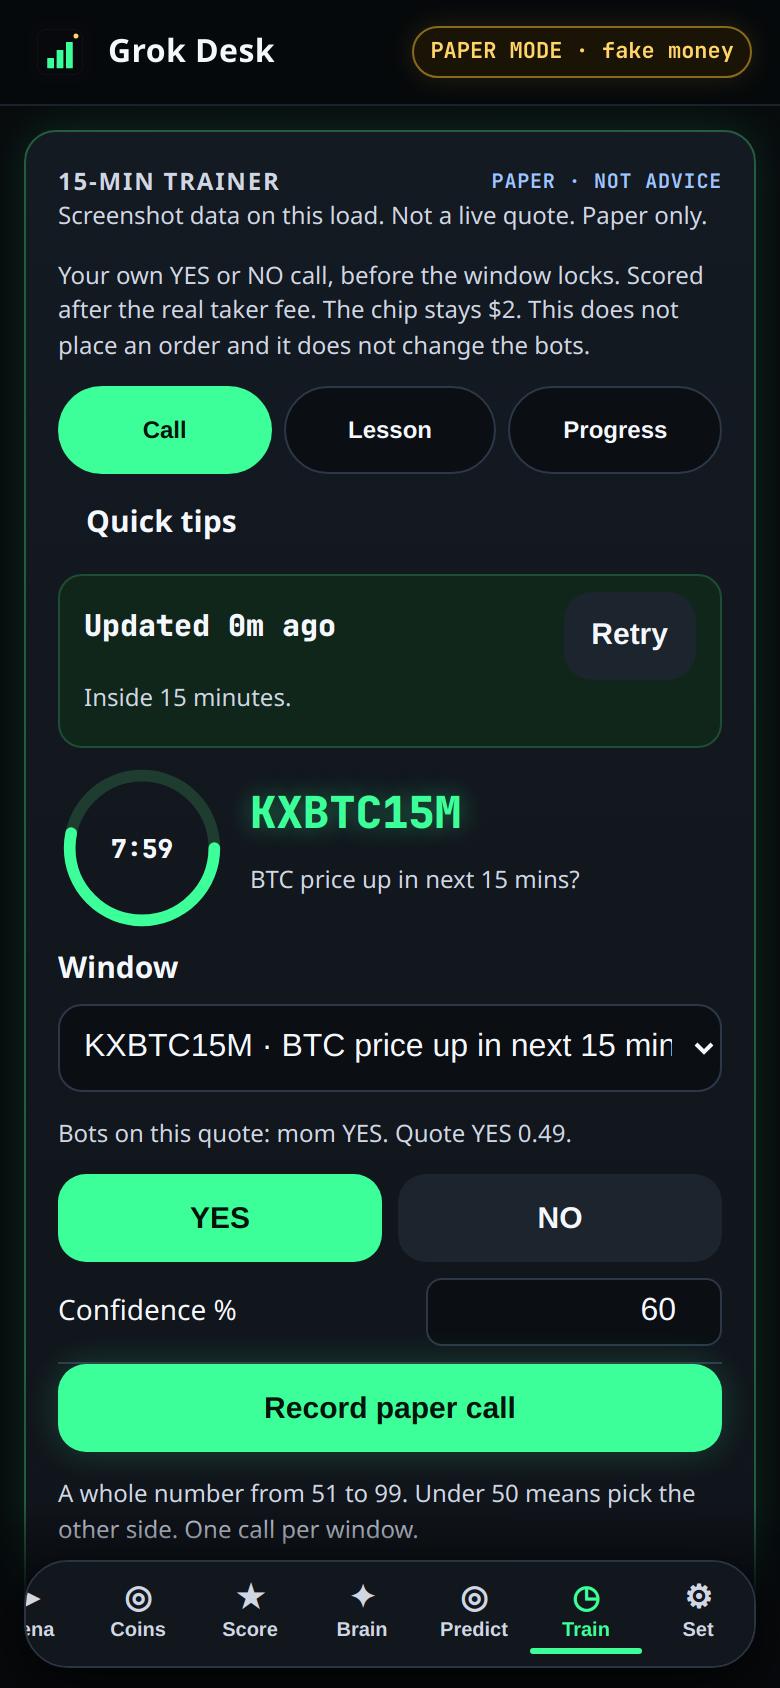 Grok Desk
PAPER MODE · fake money
15-MIN TRAINER
PAPER · NOT ADVICE
Screenshot data on this load. Not a live quote. Paper only.
Your own YES or NO call, before the window locks. Scored
after the real taker fee. The chip stays $2. This does not
place an order and it does not change the bots.
Call
Lesson
Progress
Quick tips
Updated 0m ago
Retry
Inside 15 minutes.
7:59
KXBTC15M
BTC price up in next 15 mins?
Window
KXBTC15M · BTC price up in next 15 min
Bots on this quote: mom YES. Quote YES 0.49.
YES
NO
Confidence %
60
Record paper call
A whole number from 51 to 99. Under 50 means pick the
other side. One call per window.
ena
Coins
Score
Brain
Predict
Train
Set